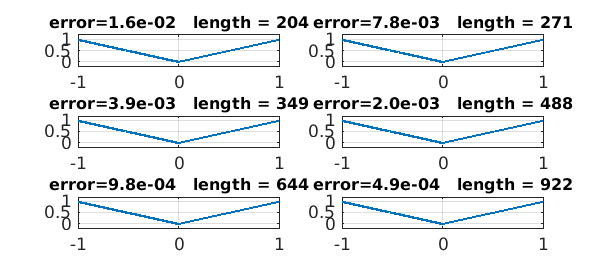 error=1.6e-02 length = 204
1
0.5
0
-1 0 1
error=7.8e-03 length = 271
1
0.5
0
-1 0 1
error=3.9e-03 length = 349
1
0.5
0
-1 0 1
error=2.0e-03 length = 488
1
0.5
0
-1 0 1
error=9.8e-04 length = 644
1
0.5
0
-1 0 1
error=4.9e-04 length = 922
1
0.5
0
-1 0 1